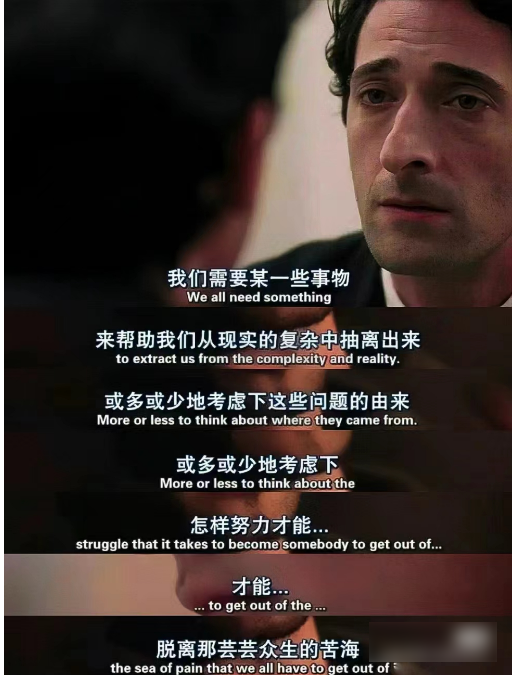 我们需要某一些事物
We all need something
来帮助我们从现实的复杂中抽离出来
to extract us from the complexity and reality.
或多或少地考虑下这些问题的由来
More or less to think about where they came from.
或多或少地考虑下
More or less to think about the
怎样努力才能...
struggle that it takes to become somebody to get out of...
才能...
... to get out of the ...
脱离那芸芸众生的苦海
the sea of pain that we all have to get out of